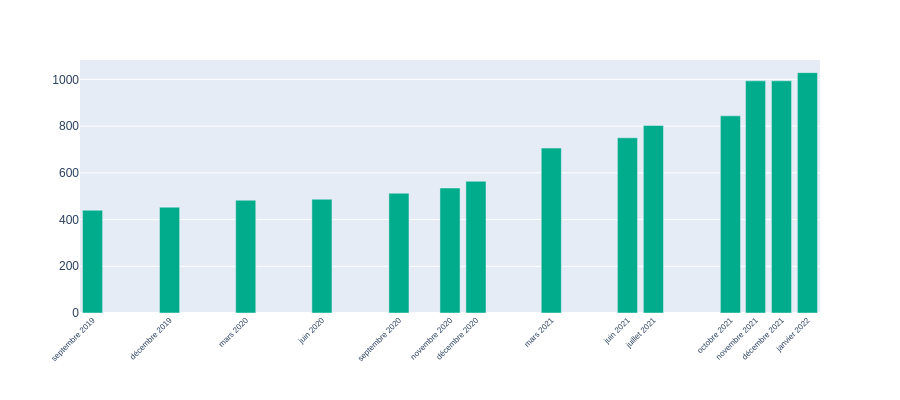 1000
800
600
400
200
0
septembre 2019
décembre 2019
mars 2020
juin 2020
septembre 2020
novembre 2020
décembre 2020
mars 2021
juin 2021
juillet 2021
octobre 2021
novembre 2021
décembre 2021
janvier 2022